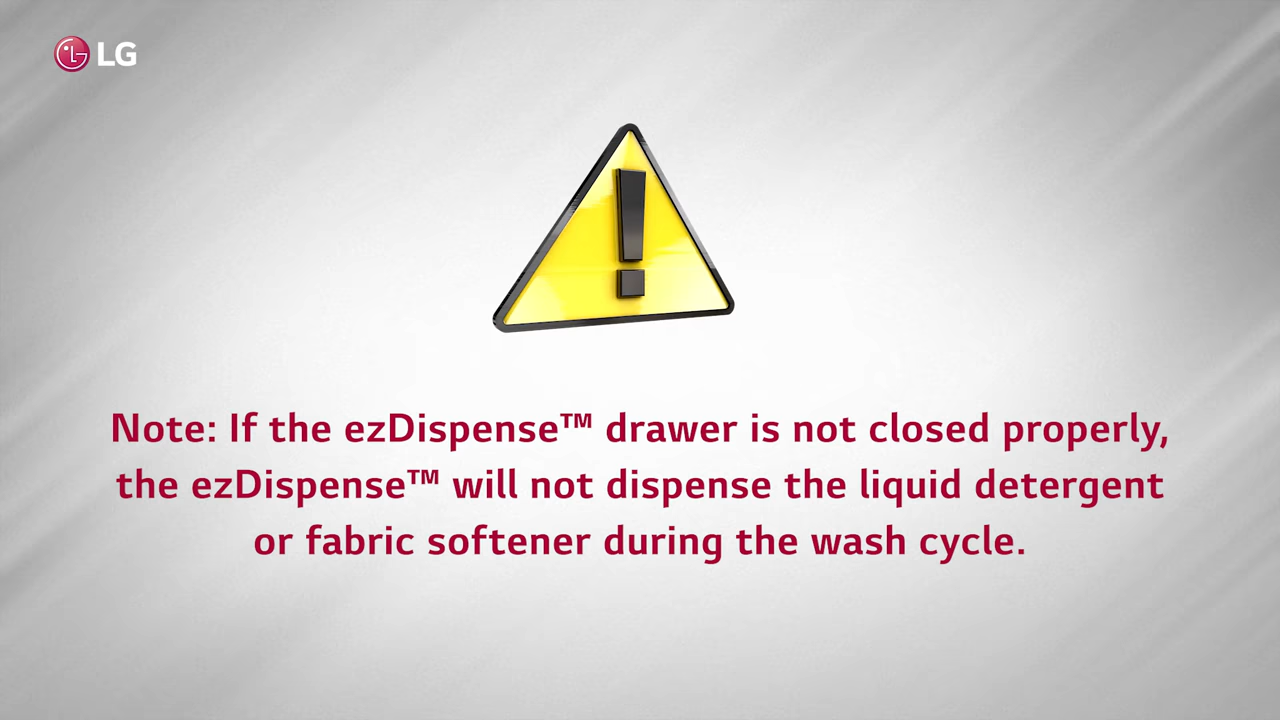 LG
Note: If the ezDispense™ drawer is not closed properly,
the ezDispense™ will not dispense the liquid detergent
or fabric softener during the wash cycle.